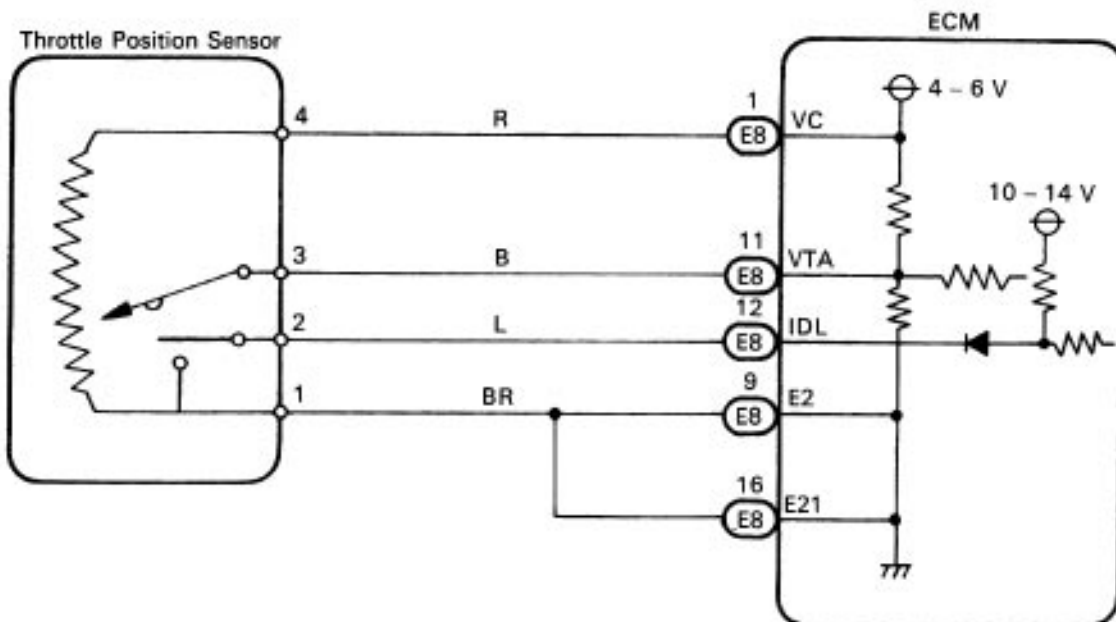 ECM
Throttle Position Sensor
4 – 6 V
4
R
1
E8
VC
10 – 14 V
3
B
11
E8
VTA
2
L
12
E8
IDL
1
BR
9
E8
E2
16
E8
E21